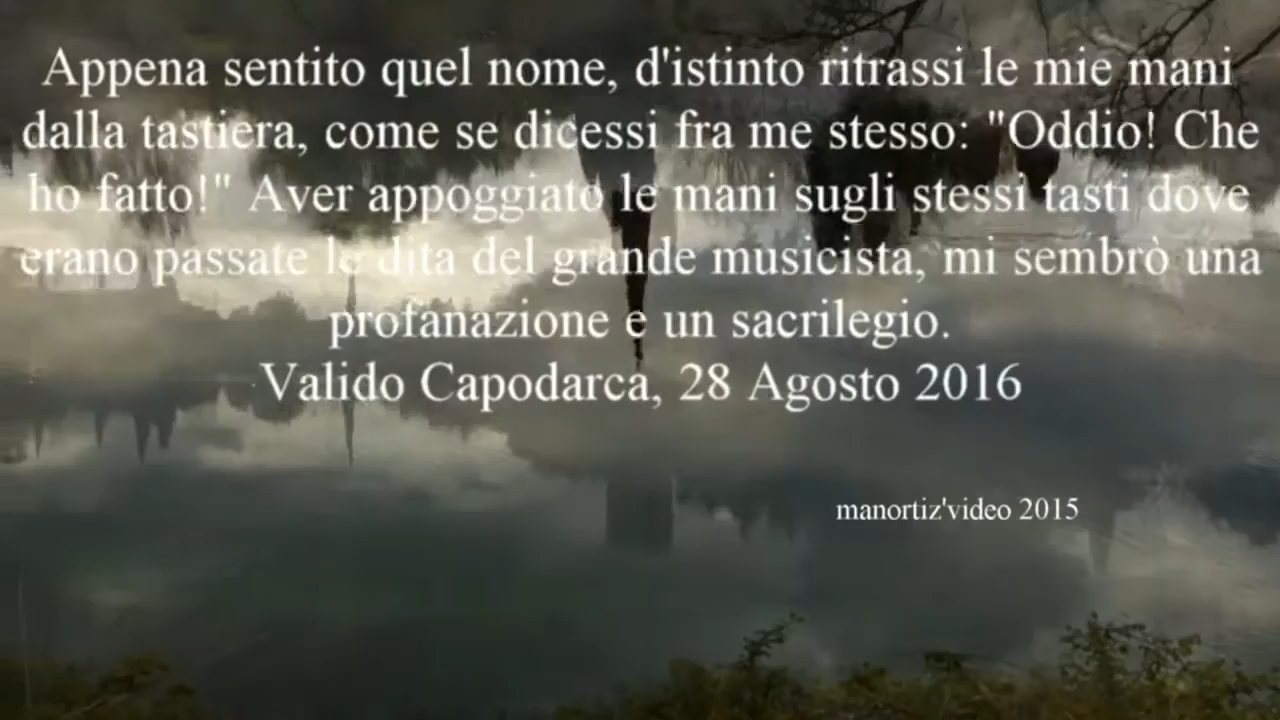 Appena sentito quel nome, d'istinto ritrassi le mie mani
dalla tastiera, come se dicessi fra me stesso: "Oddio! Che
ho fatto!" Aver appoggiato le mani sugli stessi tasti dove
erano passate le dita del grande musicista, mi sembrò una
profanazione e un sacrilegio.
Valido Capodarca, 28 Agosto 2016
manortiz'video 2015